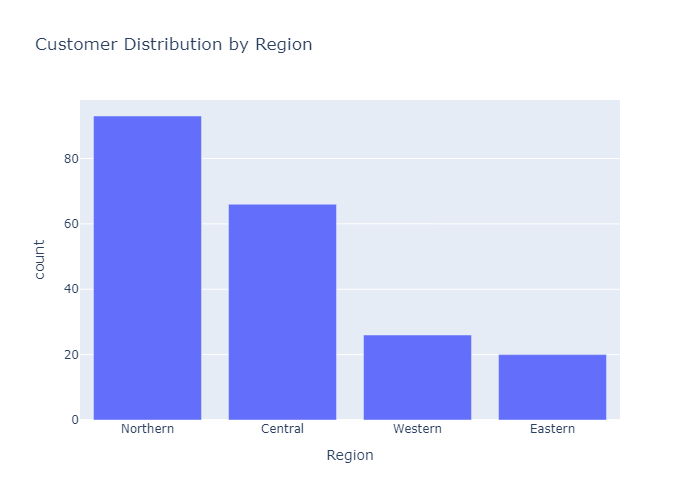 Customer Distribution by Region
count
80
60
40
20
0
Northern
Central
Western
Eastern
Region